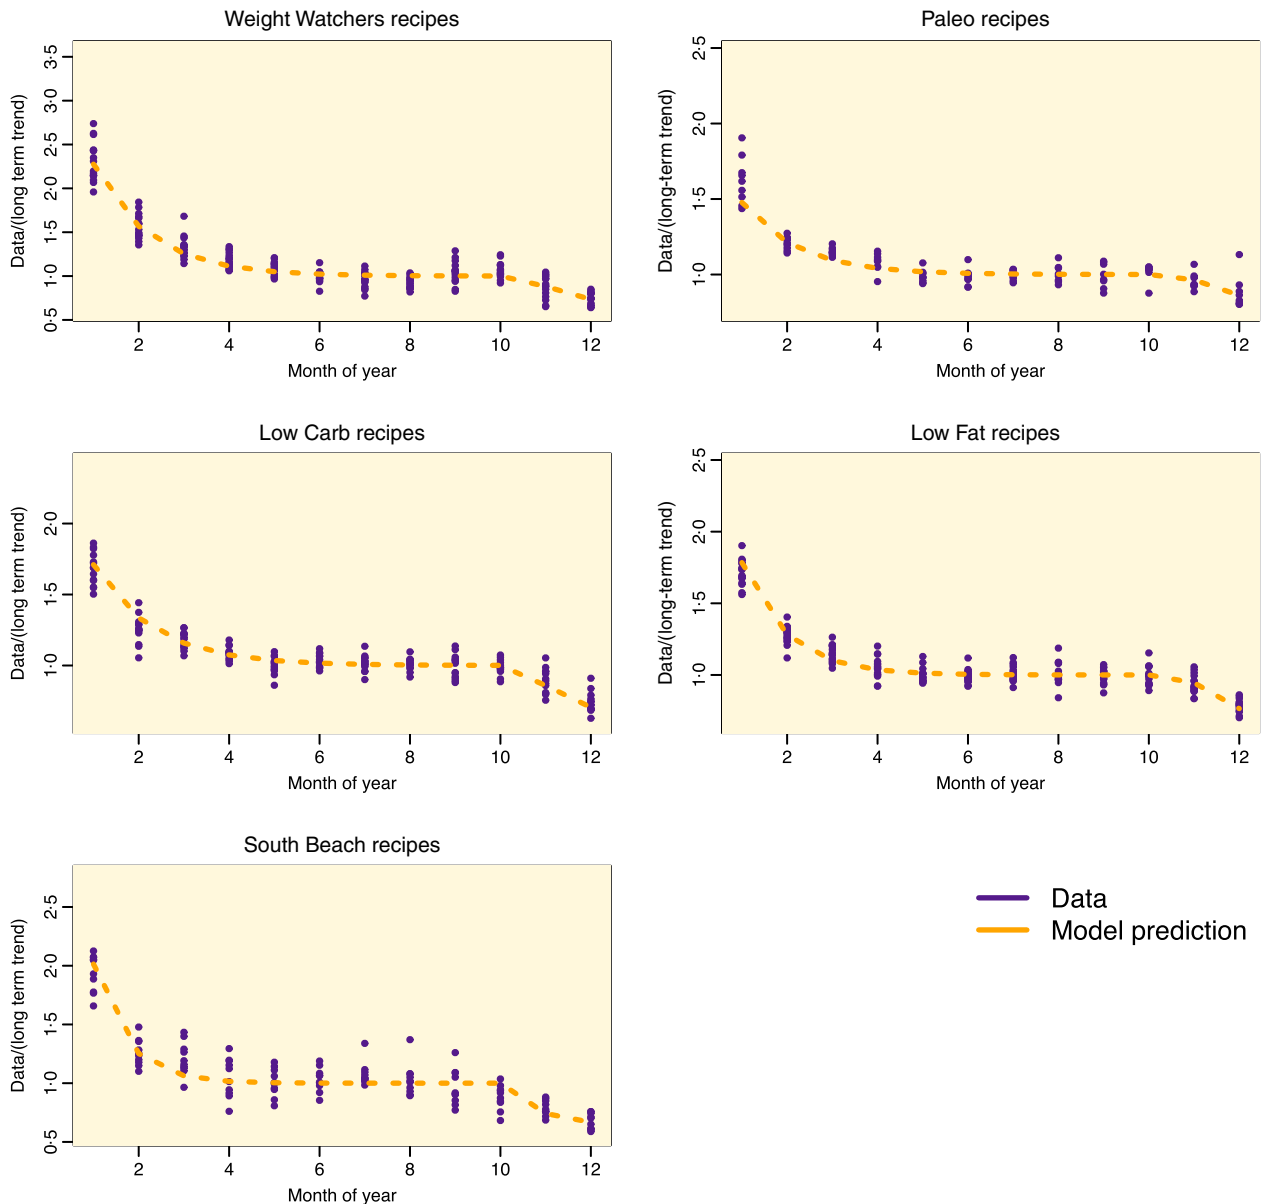 Weight Watchers recipes
Data/(long term trend)
3·5
3·0
2·5
2·0
1·5
1·0
0·5
2 4 6 8 10 12
Month of year
Paleo recipes
Data/(long-term trend)
2·5
2·0
1·5
1·0
2 4 6 8 10 12
Month of year
Low Carb recipes
Data/(long term trend)
2·0
1·5
1·0
2 4 6 8 10 12
Month of year
Low Fat recipes
Data/(long-term trend)
2·5
2·0
1·5
1·0
2 4 6 8 10 12
Month of year
South Beach recipes
Data/(long term trend)
2·5
2·0
1·5
1·0
0·5
2 4 6 8 10 12
Month of year
Data
Model prediction